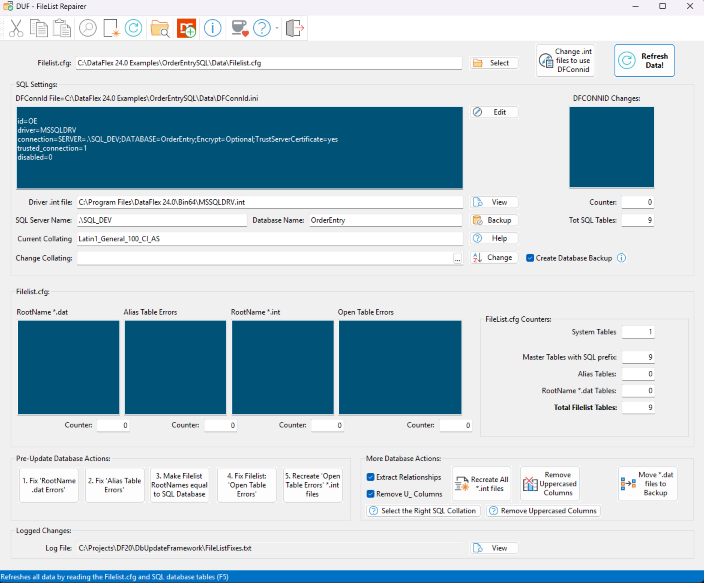 DUF - FileList Repairer
Filelist.cfg: C:\DataFlex 24.0 Examples\OrderEntrySQL\Data\Filelist.cfg Select
Change .int files to use DFConnid
Refresh Data!
SQL Settings:
DFConnId File=C:\DataFlex 24.0 Examples\OrderEntrySQL\Data\DFConnId.ini
DFCONNID Changes:
id=OE
driver=MSSQLDRV
connection=SERVER=.\SQL_DEV;DATABASE=OrderEntry;Encrypt=Optional;TrustServerCertificate=yes
trusted_connection=1
disabled=0
Edit
Driver .int file: C:\Program Files\DataFlex 24.0\Bin64\MSSQLDRV.int View Counter: 0
SQL Server Name: .\SQL_DEV Database Name: OrderEntry Backup Tot SQL Tables: 9
Current Collating Latin1_General_100_CI_AS Help
Change Collating: ... Change Create Database Backup
Filelist.cfg:
RootName *.dat Alias Table Errors RootName *.int Open Table Errors
FileList.cfg Counters:
System Tables 1
Master Tables with SQL prefix: 9
Alias Tables: 0
RootName *.dat Tables: 0
Total Filelist Tables: 9
Counter: 0 Counter: 0 Counter: 0 Counter: 0
Pre-Update Database Actions:
1. Fix 'RootName .dat Errors'
2. Fix 'Alias Table Errors'
3. Make Filelist RootNames equal to SQL Database
4. Fix Filelist: 'Open Table Errors'
5. Recreate 'Open Table Errors' *.int files
More Database Actions:
Extract Relationships
Remove U_ Columns
Recreate All *.int files
Remove Uppercased Columns
Move *.dat files to Backup
Select the Right SQL Collation
Remove Uppercased Columns
Logged Changes:
Log File: C:\Projects\DF20\DbUpdateFramework\FileListFixes.txt View
Refreshes all data by reading the Filelist.cfg and SQL database tables (F5)